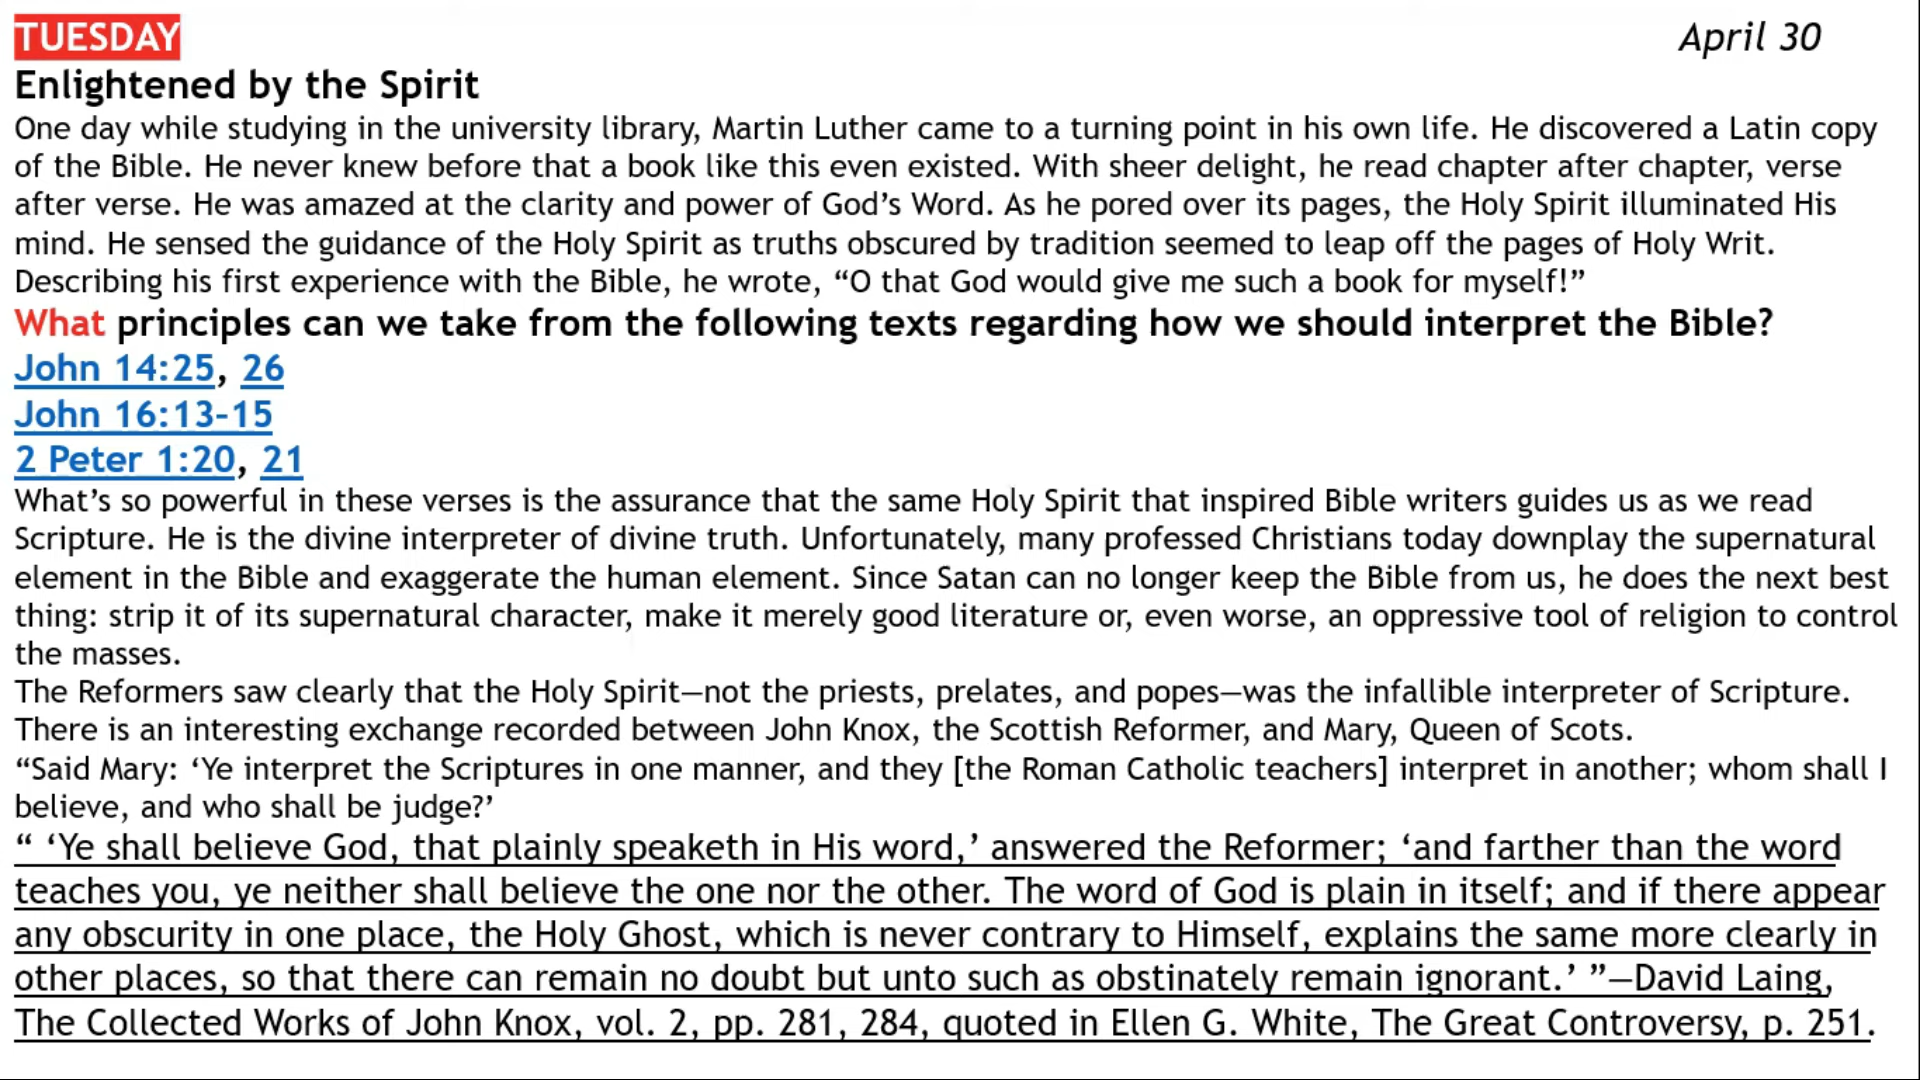 TUESDAY
April 30
Enlightened by the Spirit
One day while studying in the university library, Martin Luther came to a turning point in his own life. He discovered a Latin copy
of the Bible. He never knew before that a book like this even existed. With sheer delight, he read chapter after chapter, verse
after verse. He was amazed at the clarity and power of God’s Word. As he pored over its pages, the Holy Spirit illuminated His
mind. He sensed the guidance of the Holy Spirit as truths obscured by tradition seemed to leap off the pages of Holy Writ.
Describing his first experience with the Bible, he wrote, “O that God would give me such a book for myself!”
What principles can we take from the following texts regarding how we should interpret the Bible?
John 14:25, 26
John 16:13–15
2 Peter 1:20, 21
What’s so powerful in these verses is the assurance that the same Holy Spirit that inspired Bible writers guides us as we read
Scripture. He is the divine interpreter of divine truth. Unfortunately, many professed Christians today downplay the supernatural
element in the Bible and exaggerate the human element. Since Satan can no longer keep the Bible from us, he does the next best
thing: strip it of its supernatural character, make it merely good literature or, even worse, an oppressive tool of religion to control
the masses.
The Reformers saw clearly that the Holy Spirit—not the priests, prelates, and popes—was the infallible interpreter of Scripture.
There is an interesting exchange recorded between John Knox, the Scottish Reformer, and Mary, Queen of Scots.
“Said Mary: ‘Ye interpret the Scriptures in one manner, and they [the Roman Catholic teachers] interpret in another; whom shall I
believe, and who shall be judge?’
“ ‘Ye shall believe God, that plainly speaketh in His word,’ answered the Reformer; ‘and farther than the word
teaches you, ye neither shall believe the one nor the other. The word of God is plain in itself; and if there appear
any obscurity in one place, the Holy Ghost, which is never contrary to Himself, explains the same more clearly in
other places, so that there can remain no doubt but unto such as obstinately remain ignorant.’ ”—David Laing,
The Collected Works of John Knox, vol. 2, pp. 281, 284, quoted in Ellen G. White, The Great Controversy, p. 251.